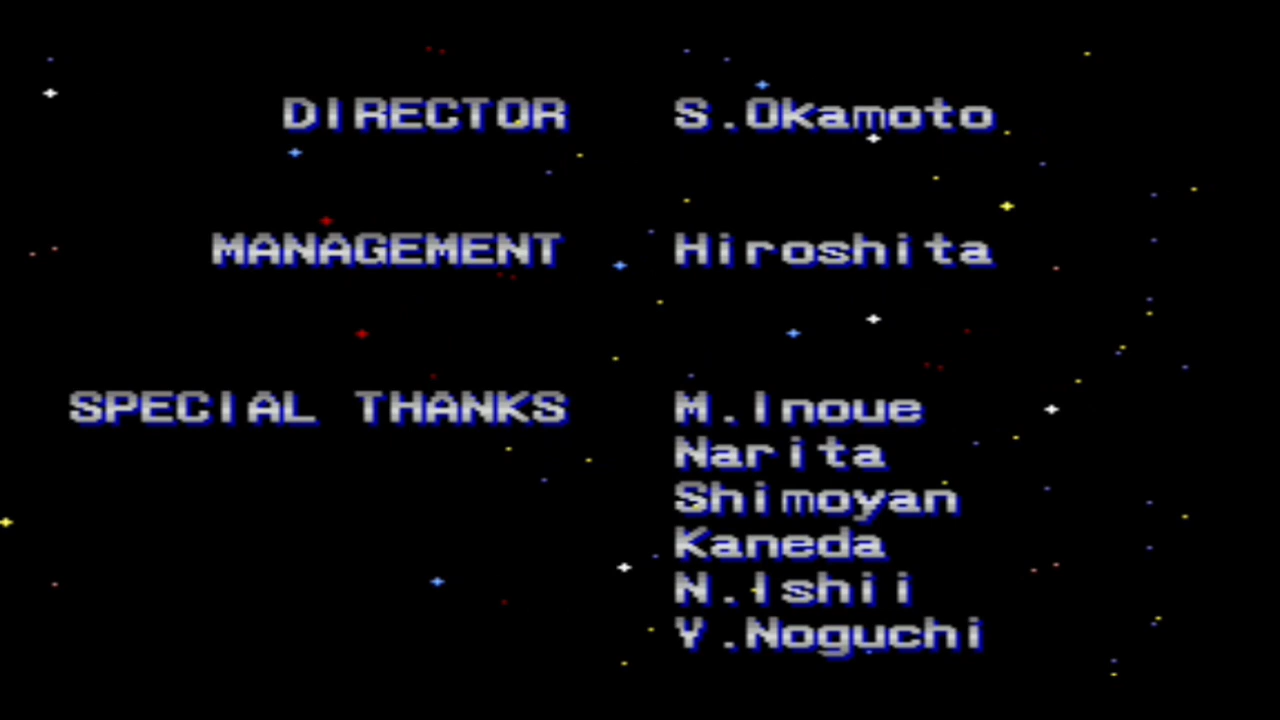 DIRECTOR S.Okamoto
MANAGEMENT Hiroshita
SPECIAL THANKS M.Inoue
Narita
Shimoyan
Kaneda
N.Ishii
Y.Noguchi